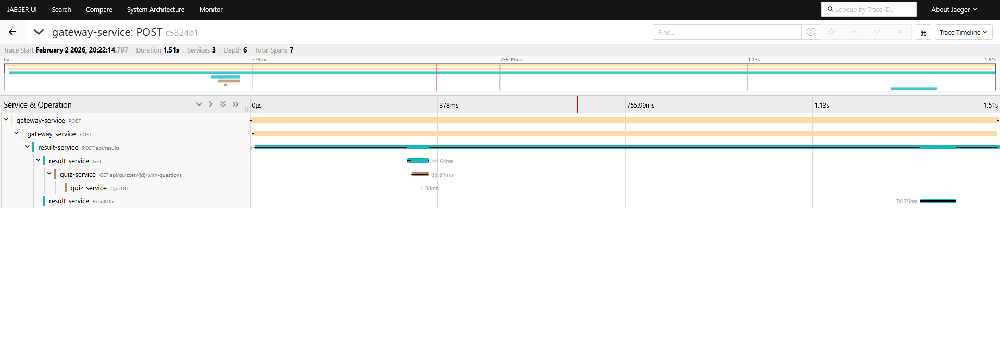 JAEGER UI Search Compare System Architecture Monitor Lookup by Trace ID... About Jaeger
gateway-service: POST c5324b1 Find... Trace Timeline
Trace Start February 2 2026, 20:22:14.797 Duration 1.51s Services 3 Depth 6 Total Spans 7
0μs 378ms 755.99ms 1.13s 1.51s
Service & Operation 0μs 378ms 755.99ms 1.13s 1.51s
gateway-service POST
gateway-service POST
result-service POST api/results
result-service GET 44.64ms
quiz-service GET api/quizzes/{id}/with-questions 33.61ms
quiz-service QuizDb 1.08ms
result-service ResultDb 70.76ms